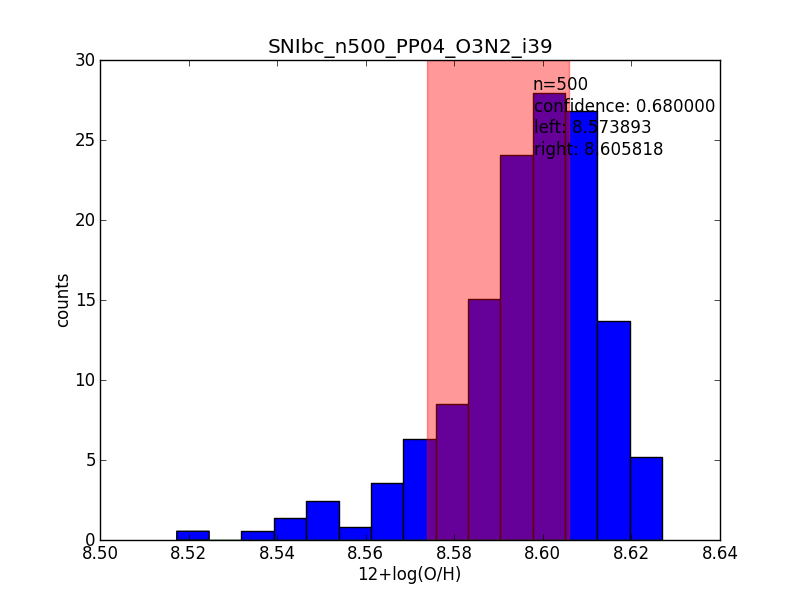 SNIbc_n500_PP04_O3N2_i39
30
25
20
15
10
5
0
counts
n=500
confidence: 0.680000
left: 8.573893
right: 8.605818
8.50 8.52 8.54 8.56 8.58 8.60 8.62 8.64
12+log(O/H)